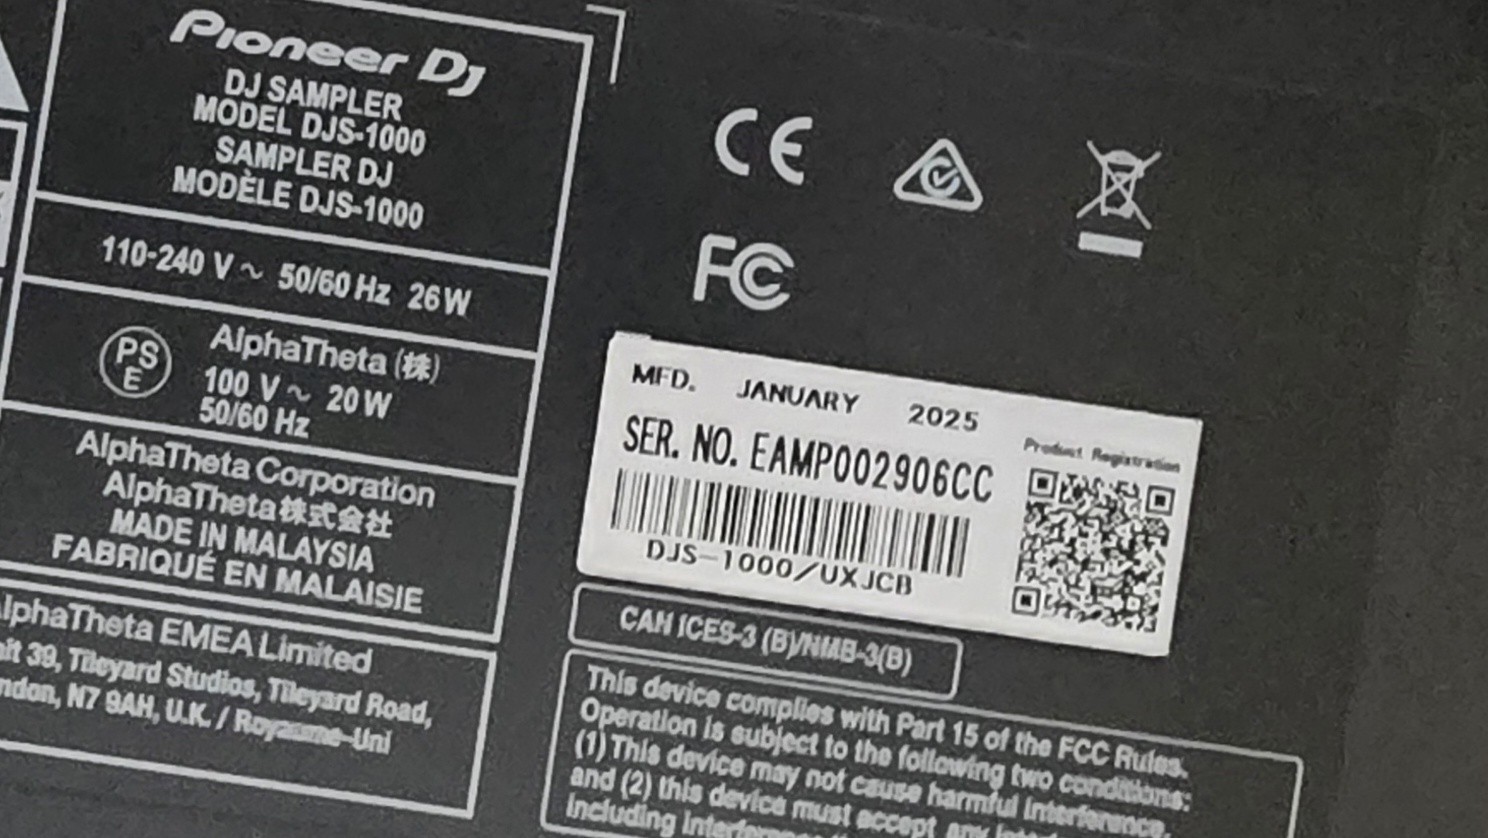 Pioneer Dj
DJ SAMPLER
MODEL DJS-1000
SAMPLER DJ
MODÈLE DJS-1000
110-240 V ~ 50/60 Hz 26 W
PS
E
AlphaTheta (株)
100 V ~ 20 W
50/60 Hz
AlphaTheta Corporation
AlphaTheta株式会社
MADE IN MALAYSIA
FABRIQUÉ EN MALAISIE
lphaTheta EMEA Limited
39, Tileyard Studios, Tileyard Road,
N7 9AH, U.K. / Royaume-Uni
CE
FC
MFD. JANUARY 2025
SER. NO. EAMP002906CC
DJS-1000/UXJCB
Product Registration
CAN ICES-3 (B)/NMB-3(B)
This device complies with Part 15 of the FCC Rules.
Operation is subject to the following two conditions:
(1) This device may not cause harmful interference,
and (2) this device must accept any
including